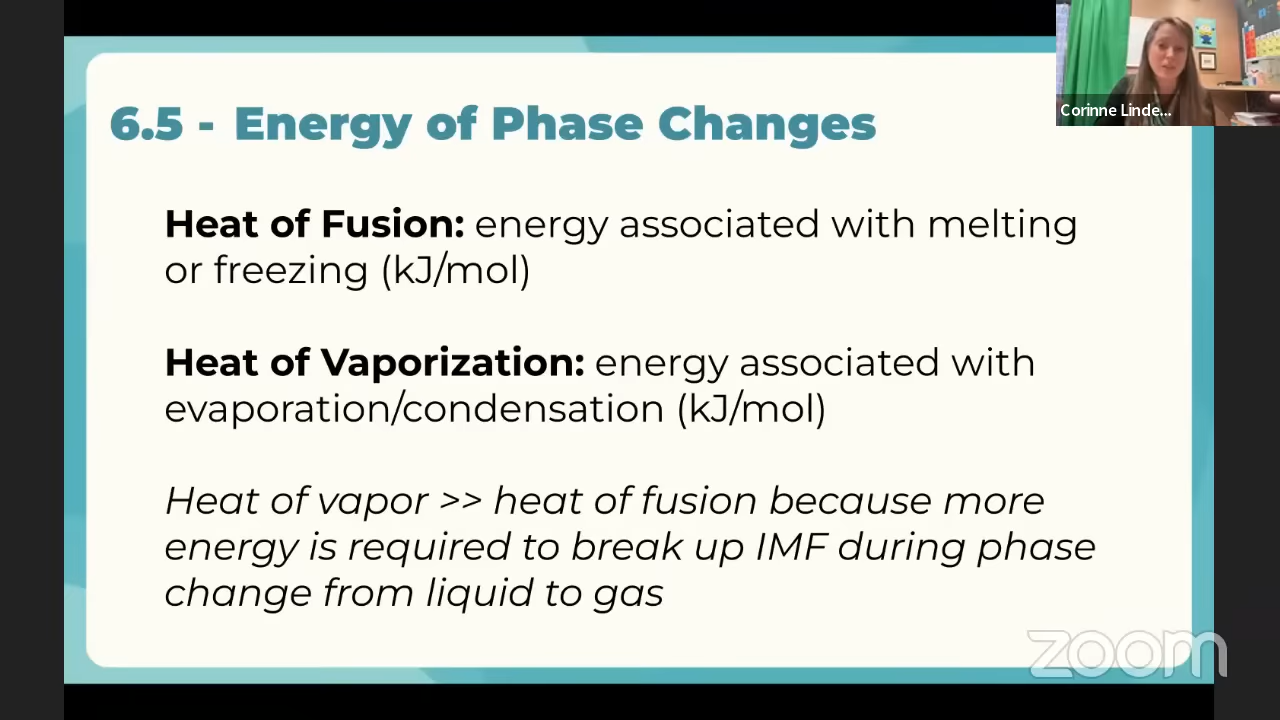 Corinne Linde...
6.5 - Energy of Phase Changes
Heat of Fusion: energy associated with melting
or freezing (kJ/mol)
Heat of Vaporization: energy associated with
evaporation/condensation (kJ/mol)
Heat of vapor >> heat of fusion because more
energy is required to break up IMF during phase
change from liquid to gas
zoom